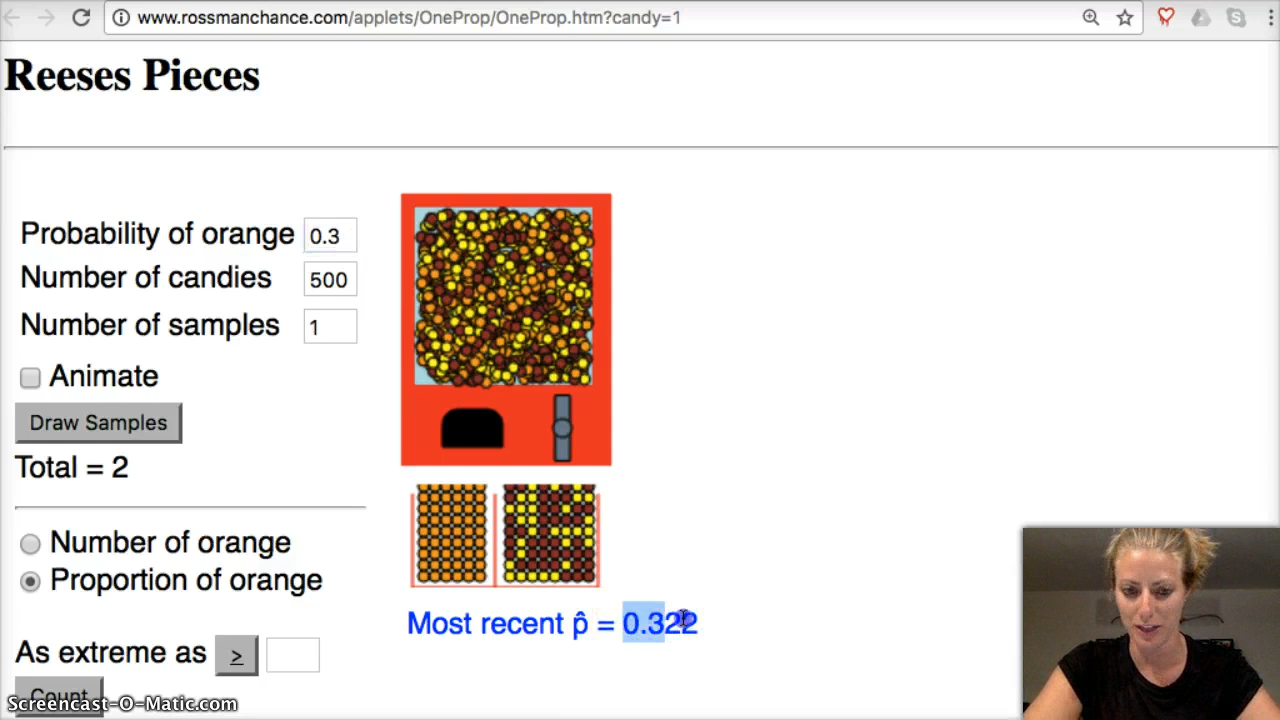 www.rossmanchance.com/applets/OneProp/OneProp.htm?candy=1
Reeses Pieces
Probability of orange 0.3
Number of candies 500
Number of samples 1
Animate
Draw Samples
Total = 2
Number of orange
Proportion of orange
Most recent p̂ = 0.322
As extreme as ≥
Count
Screencast-O-Matic.com